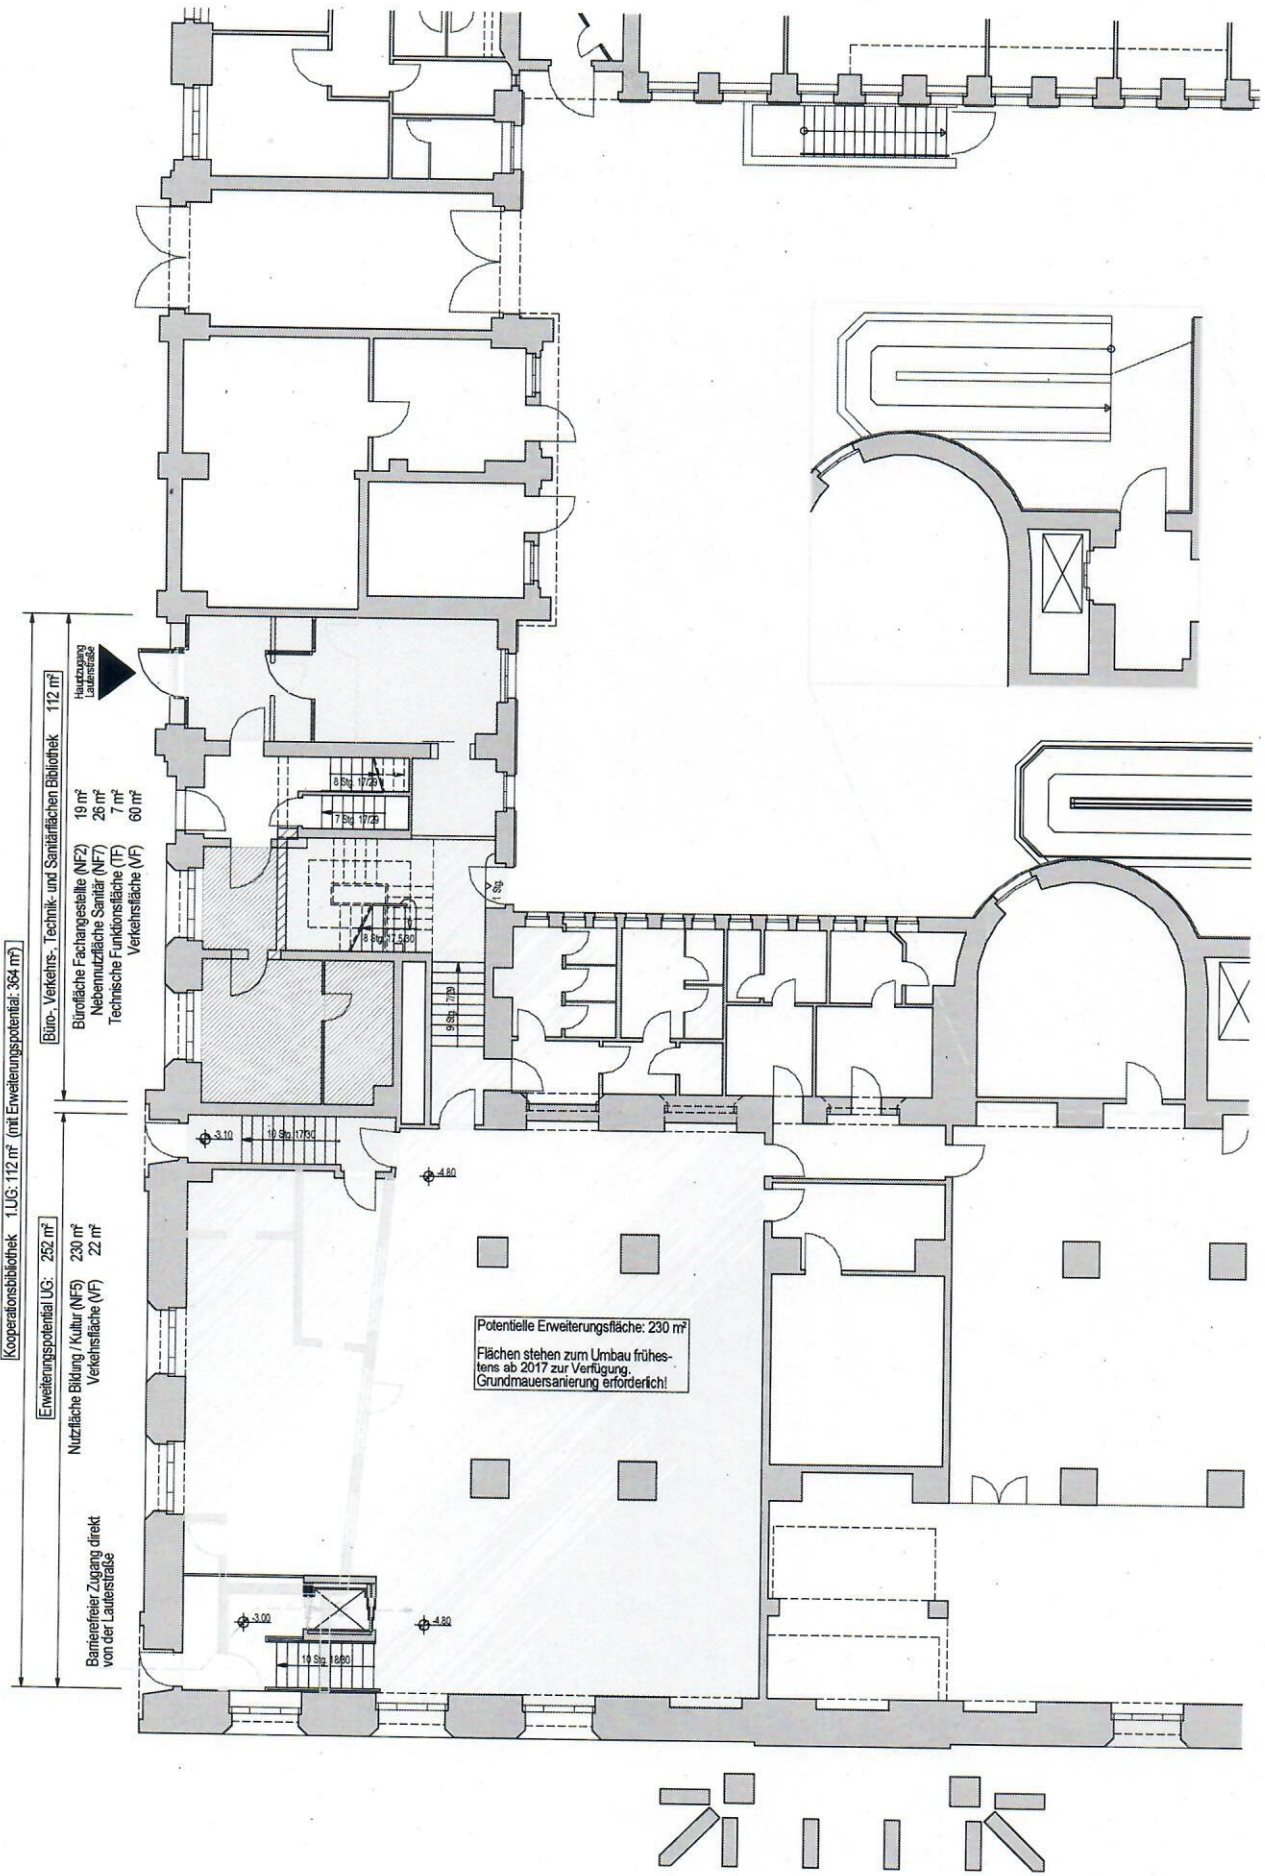 Kooperationsbibliothek 1.UG: 112 m² (mit Erweiterungspotential: 364 m²)
Erweiterungspotential UG: 252 m²
Nutzfläche Bildung / Kultur (NF5) 230 m²
Verkehrsfläche (VF) 22 m²
Barrierefreier Zugang direkt
von der Lauterstraße
Büro-, Verkehrs-, Technik- und Sanitärflächen Bibliothek 112 m²
Bürofläche Fachangestellte (NF2) 19 m²
Nebennutzfläche Sanitär (NF7) 26 m²
Technische Funktionsfläche (TF) 7 m²
Verkehrsfläche (VF) 60 m²
Hauptzugang
Lauterstraße
8 Stg. 17/29
7 Stg. 17/29
1 Stg.
8 Stg. 17,5/30
9 Stg. 17/29
-3.10
10 Stg. 17/30
-4.80
Potentielle Erweiterungsfläche: 230 m²
Flächen stehen zum Umbau frühes-
tens ab 2017 zur Verfügung.
Grundmauersanierung erforderlich!
-3.00
-4.80
10 Stg. 18/30